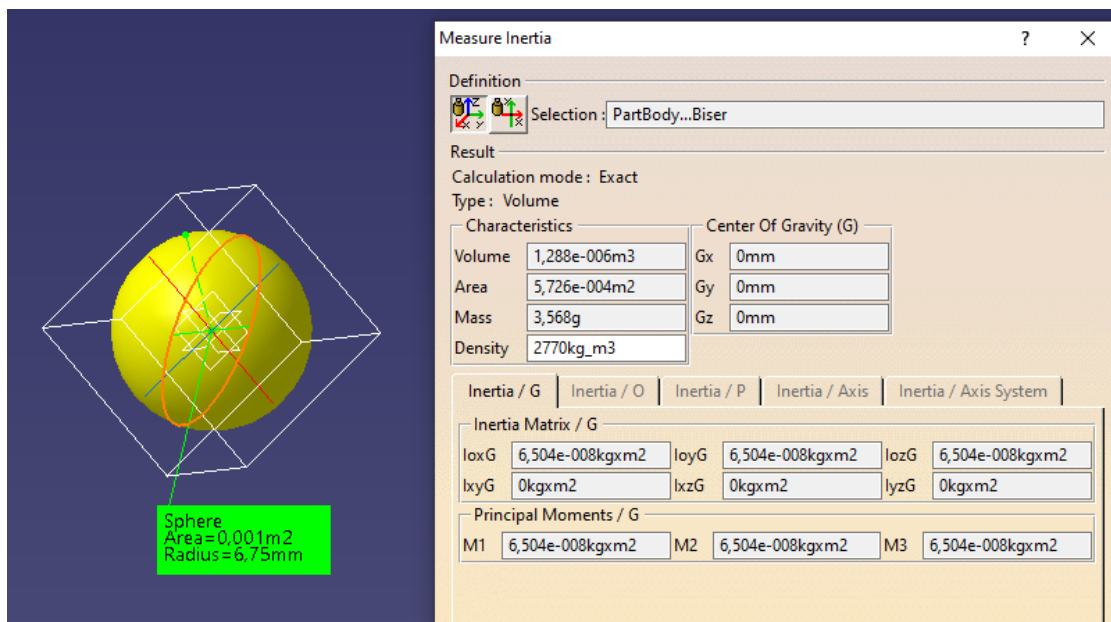 Measure Inertia ? ×
Definition
Selection : PartBody...Biser
Result
Calculation mode : Exact
Type : Volume
Characteristics
Volume 1,288e-006m3
Area 5,726e-004m2
Mass 3,568g
Density 2770kg_m3
Center Of Gravity (G)
Gx 0mm
Gy 0mm
Gz 0mm
Inertia / G Inertia / O Inertia / P Inertia / Axis Inertia / Axis System
Inertia Matrix / G
IoxG 6,504e-008kgxm2 IoyG 6,504e-008kgxm2 IozG 6,504e-008kgxm2
IxyG 0kgxm2 IxzG 0kgxm2 IyzG 0kgxm2
Principal Moments / G
M1 6,504e-008kgxm2 M2 6,504e-008kgxm2 M3 6,504e-008kgxm2
Sphere
Area=0,001m2
Radius=6,75mm